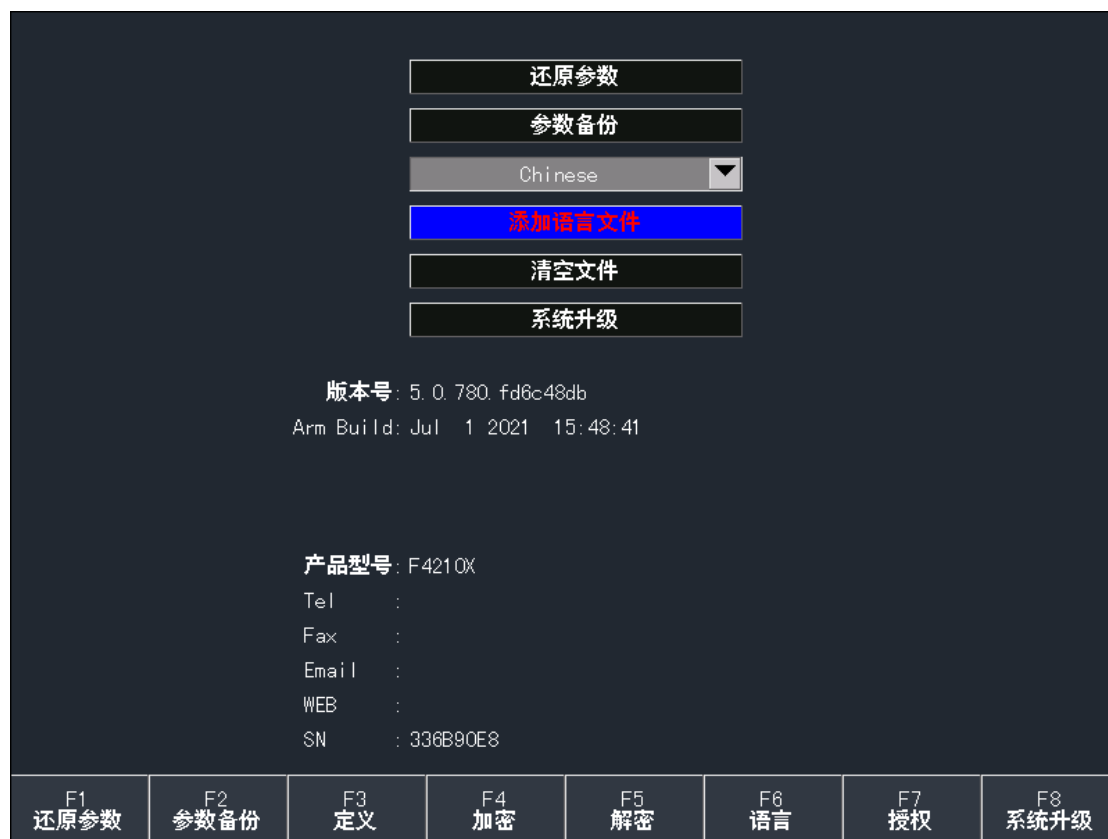 还原参数
参数备份
Chinese
添加语言文件
清空文件
系统升级
版本号: 5.0.780.fd6c48db
Arm Build: Jul 1 2021 15:48:41
产品型号: F4210X
Tel :
Fax :
Email :
WEB :
SN : 336B90E8
F1 F2 F3 F4 F5 F6 F7 F8
还原参数 参数备份 定义 加密 解密 语言 授权 系统升级